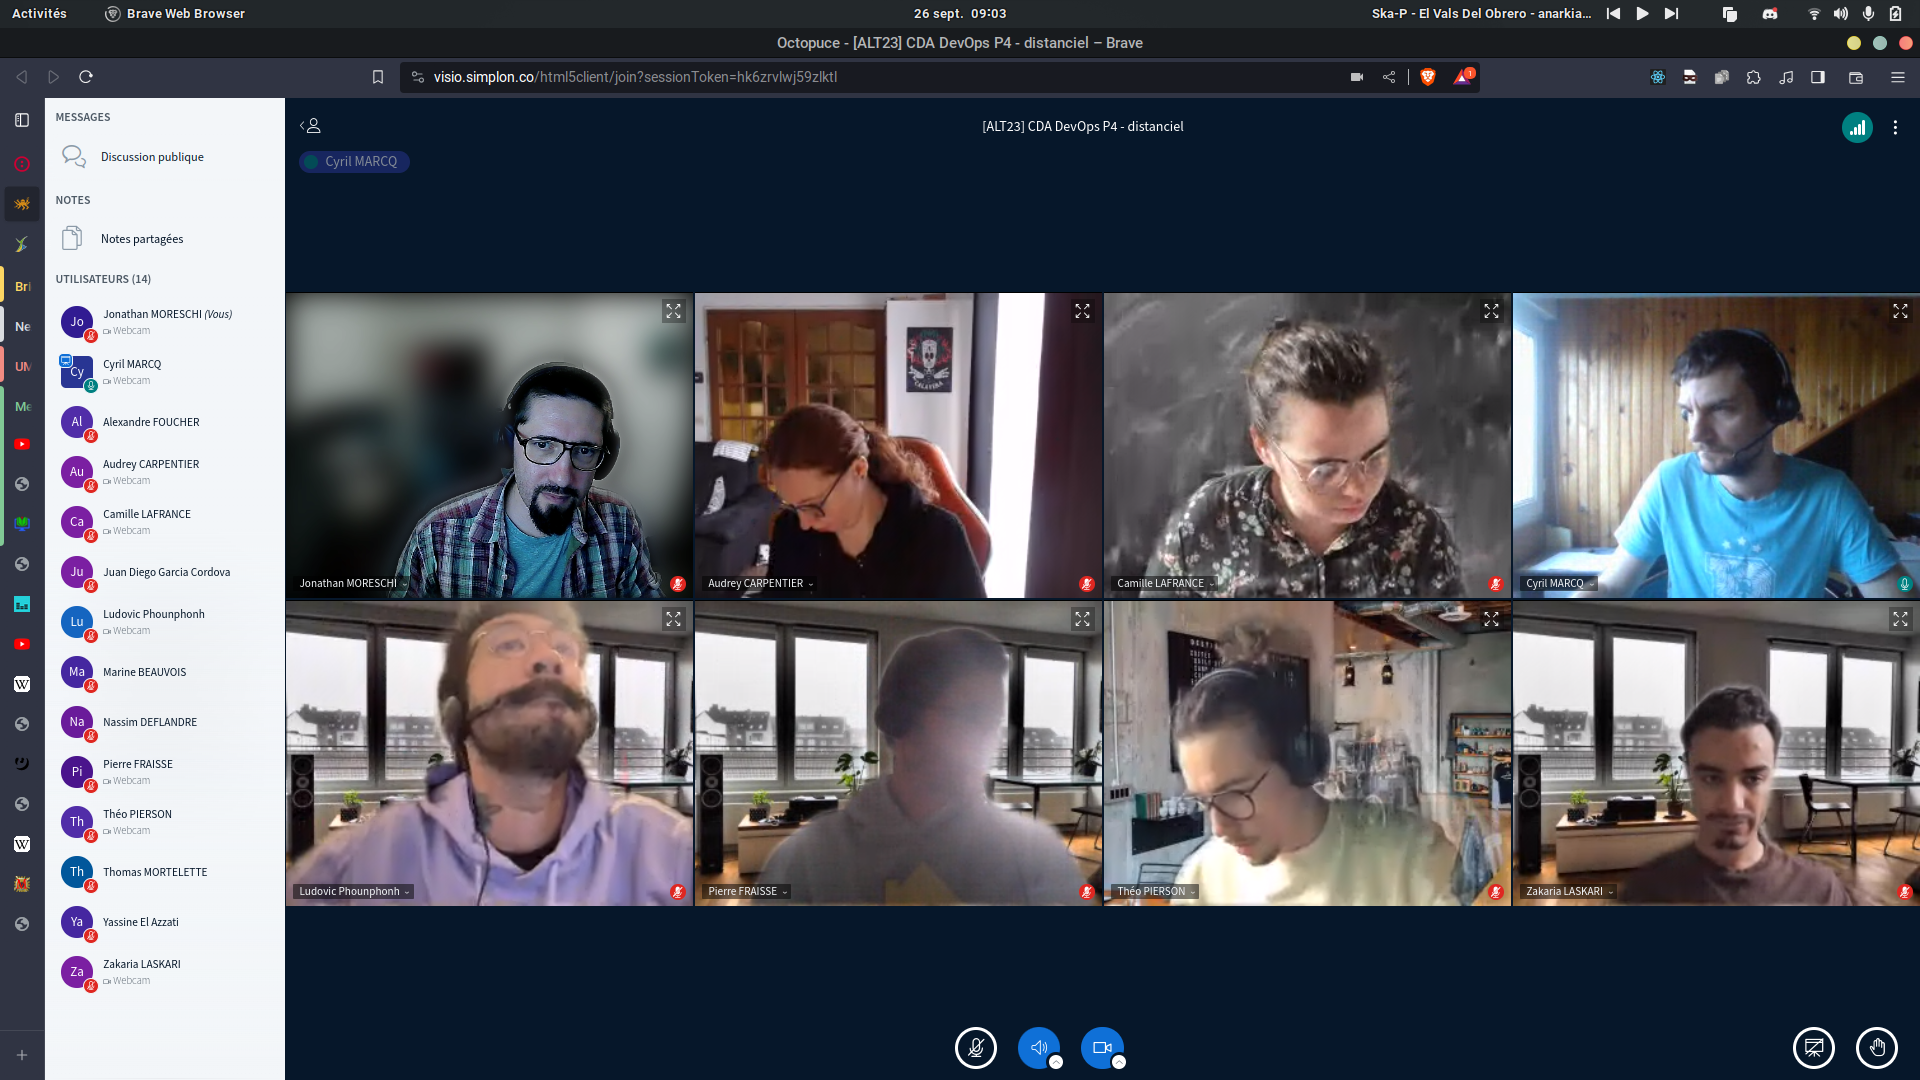 Activités
Brave Web Browser
26 sept. 09:03
Ska-P - El Vals Del Obrero - anarkia...
Octopuce - [ALT23] CDA DevOps P4 - distanciel – Brave
visio.simplon.co/html5client/join?sessionToken=hk6zrvlwj59zlktl
1
Bri
Ne
UM
Me
W
W
MESSAGES
Discussion publique
NOTES
Notes partagées
UTILISATEURS (14)
Jo
Jonathan MORESCHI (Vous)
Webcam
Cy
Cyril MARCQ
Webcam
Al
Alexandre FOUCHER
Au
Audrey CARPENTIER
Webcam
Ca
Camille LAFRANCE
Webcam
Ju
Juan Diego Garcia Cordova
Lu
Ludovic Phounphonh
Webcam
Ma
Marine BEAUVOIS
Na
Nassim DEFLANDRE
Pi
Pierre FRAISSE
Webcam
Th
Théo PIERSON
Webcam
Th
Thomas MORTELETTE
Ya
Yassine El Azzati
Za
Zakaria LASKARI
Webcam
[ALT23] CDA DevOps P4 - distanciel
Cyril MARCQ
CALAVERA
Jonathan MORESCHI
Audrey CARPENTIER
Camille LAFRANCE
Cyril MARCQ
Ludovic Phounphonh
Pierre FRAISSE
Théo PIERSON
Zakaria LASKARI